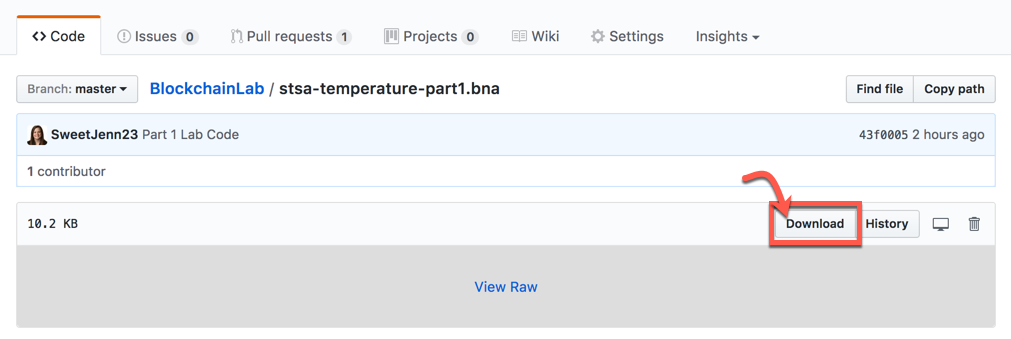 <> Code Issues 0 Pull requests 1 Projects 0 Wiki Settings Insights
Branch: master BlockchainLab / stsa-temperature-part1.bna Find file Copy path
SweetJenn23 Part 1 Lab Code 43f0005 2 hours ago
1 contributor
10.2 KB Download History
View Raw